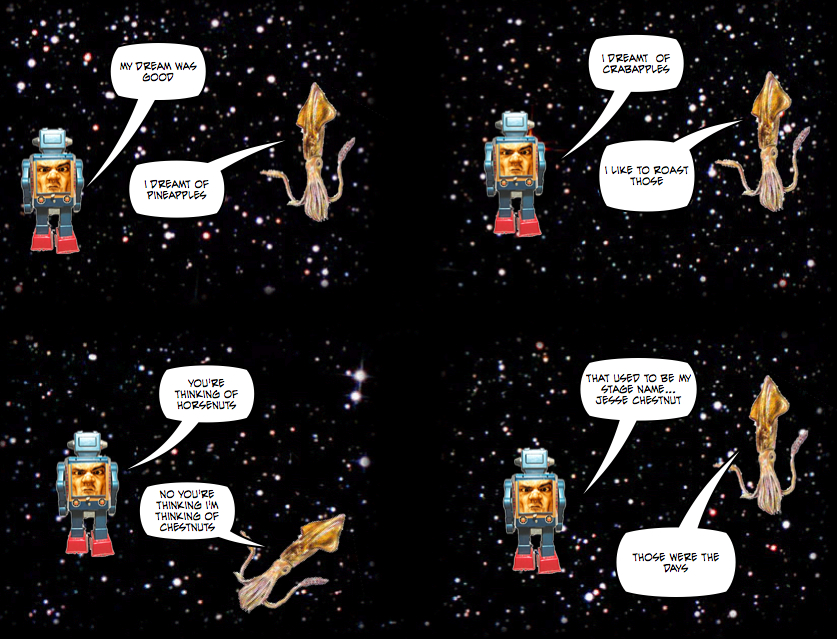 MY DREAM WAS
GOOD
I DREAMT OF
PINEAPPLES
I DREAMT OF
CRABAPPLES
I LIKE TO ROAST
THOSE
YOU'RE
THINKING OF
HORSENUTS
NO YOU'RE
THINKING I'M
THINKING OF
CHESTNUTS
THAT USED TO BE MY
STAGE NAME...
JESSE CHESTNUT
THOSE WERE THE
DAYS